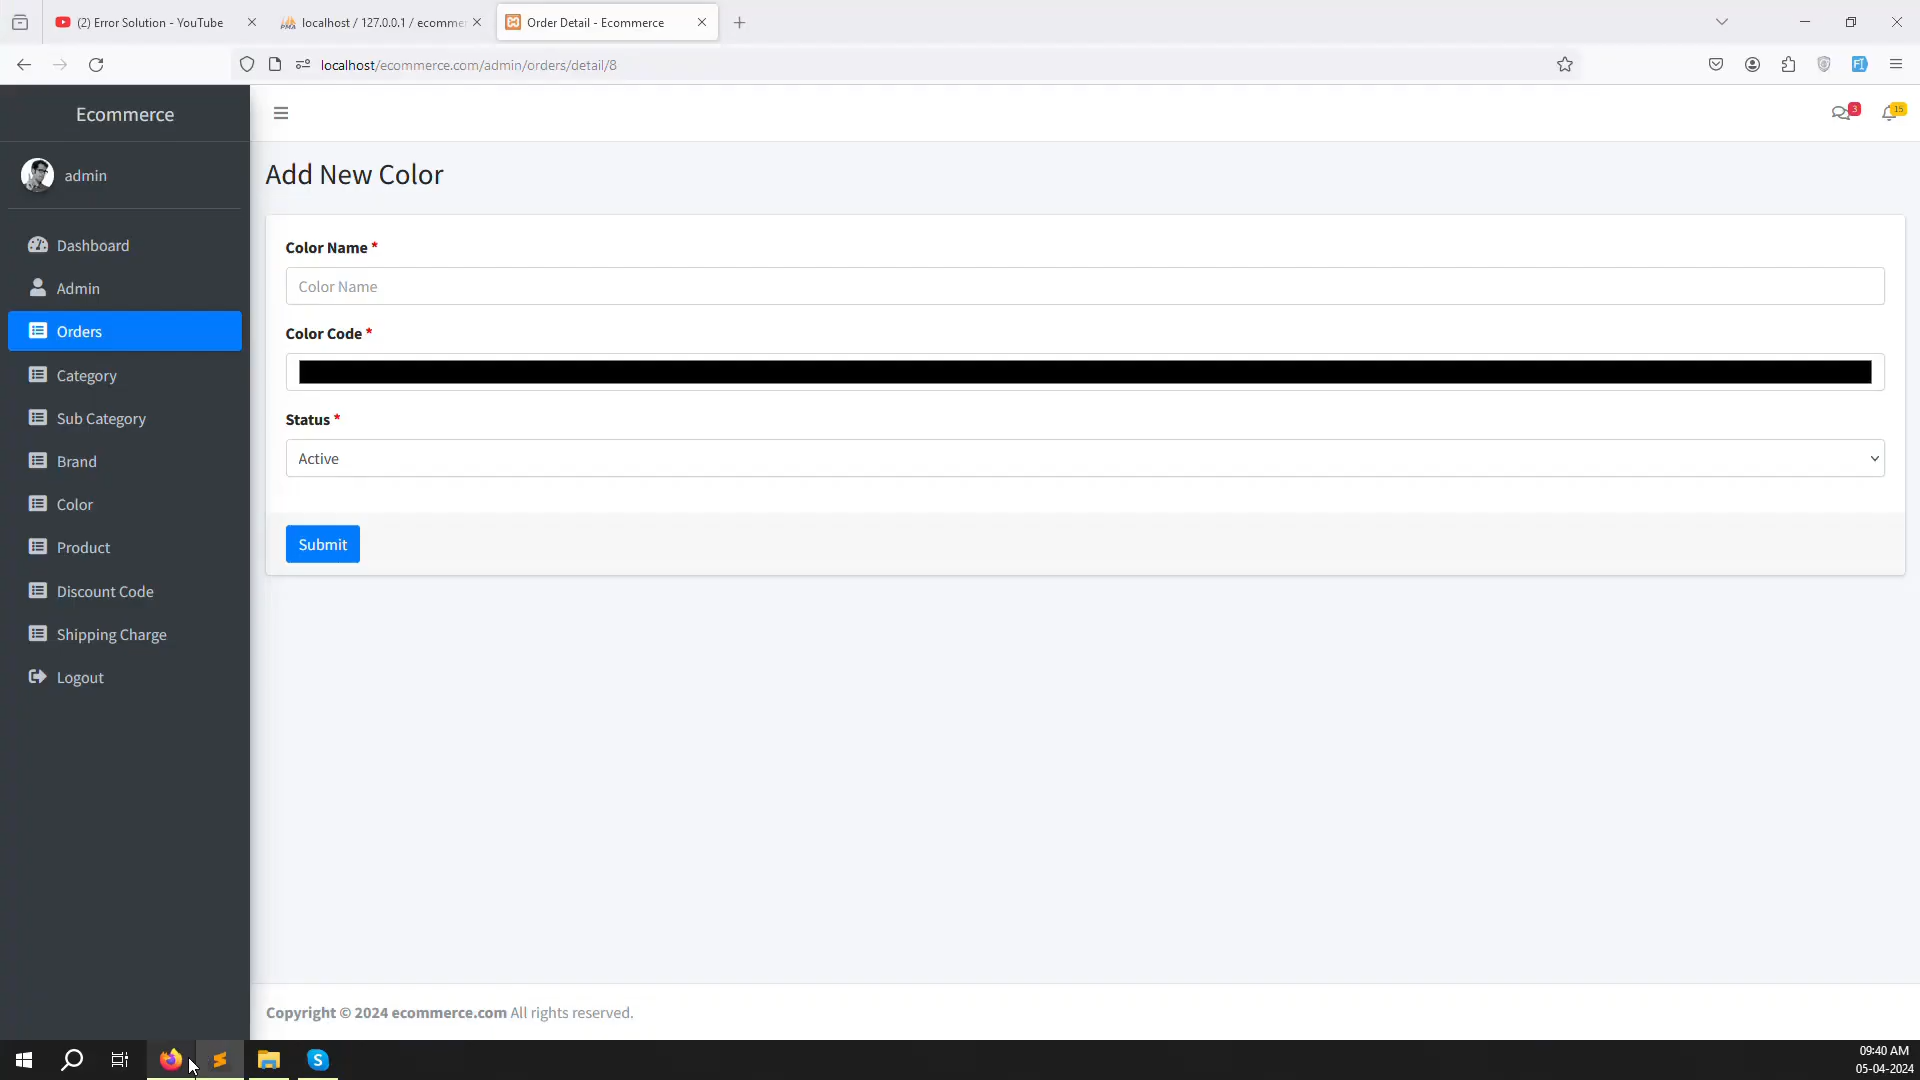 (2) Error Solution - YouTube
localhost / 127.0.0.1 / ecomme
Order Detail - Ecommerce
localhost/ecommerce.com/admin/orders/detail/8
Ecommerce
3
15
admin
Dashboard
Admin
Orders
Category
Sub Category
Brand
Color
Product
Discount Code
Shipping Charge
Logout
Add New Color
Color Name *
Color Name
Color Code *
Status *
Active
Submit
Copyright © 2024 ecommerce.com All rights reserved.
09:40 AM
05-04-2024